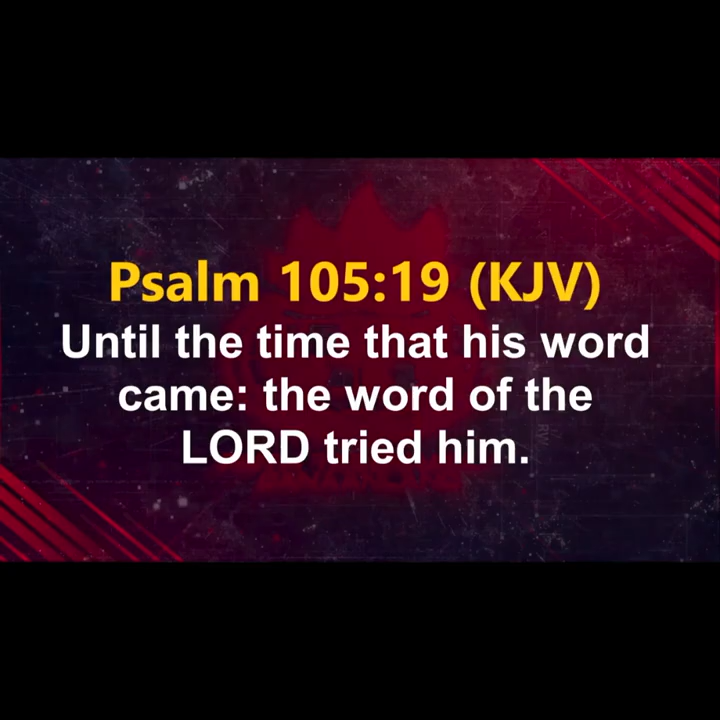 Psalm 105:19 (KJV)
Until the time that his word
came: the word of the
LORD tried him.